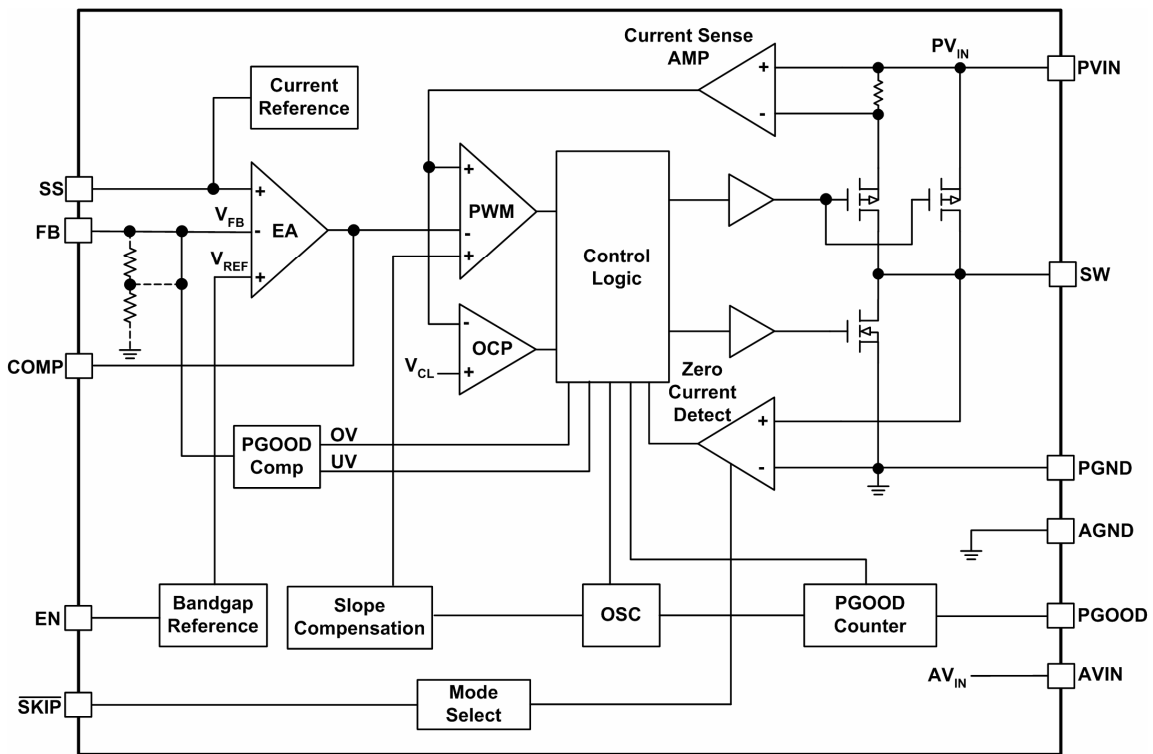 Current Sense
AMP
PV_IN
PVIN
Current
Reference
+
-
SS
+
+
PWM
V_FB
FB
-
EA
-
V_REF
+
+
Control
Logic
SW
-
OCP
COMP
V_CL
+
Zero
Current
Detect
+
PGOOD
Comp
OV
UV
-
PGND
AGND
EN
Bandgap
Reference
Slope
Compensation
OSC
PGOOD
Counter
PGOOD
AV_IN
AVIN
S̅K̅I̅P̅
Mode
Select